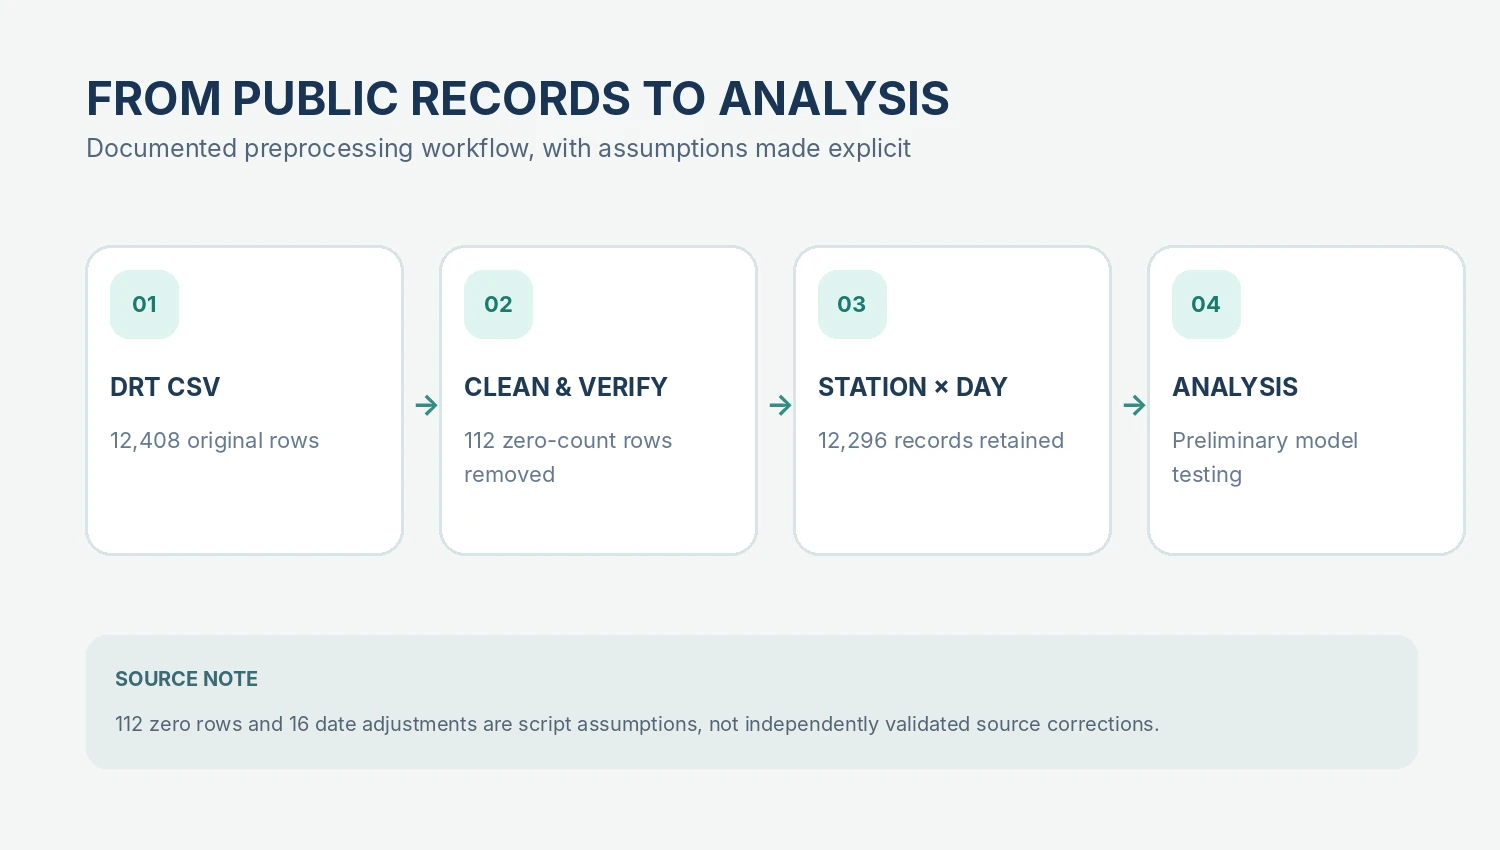 FROM PUBLIC RECORDS TO ANALYSIS
Documented preprocessing workflow, with assumptions made explicit
01
DRT CSV
12,408 original rows
→
02
CLEAN & VERIFY
112 zero-count rows
removed
→
03
STATION × DAY
12,296 records retained
→
04
ANALYSIS
Preliminary model
testing
SOURCE NOTE
112 zero rows and 16 date adjustments are script assumptions, not independently validated source corrections.